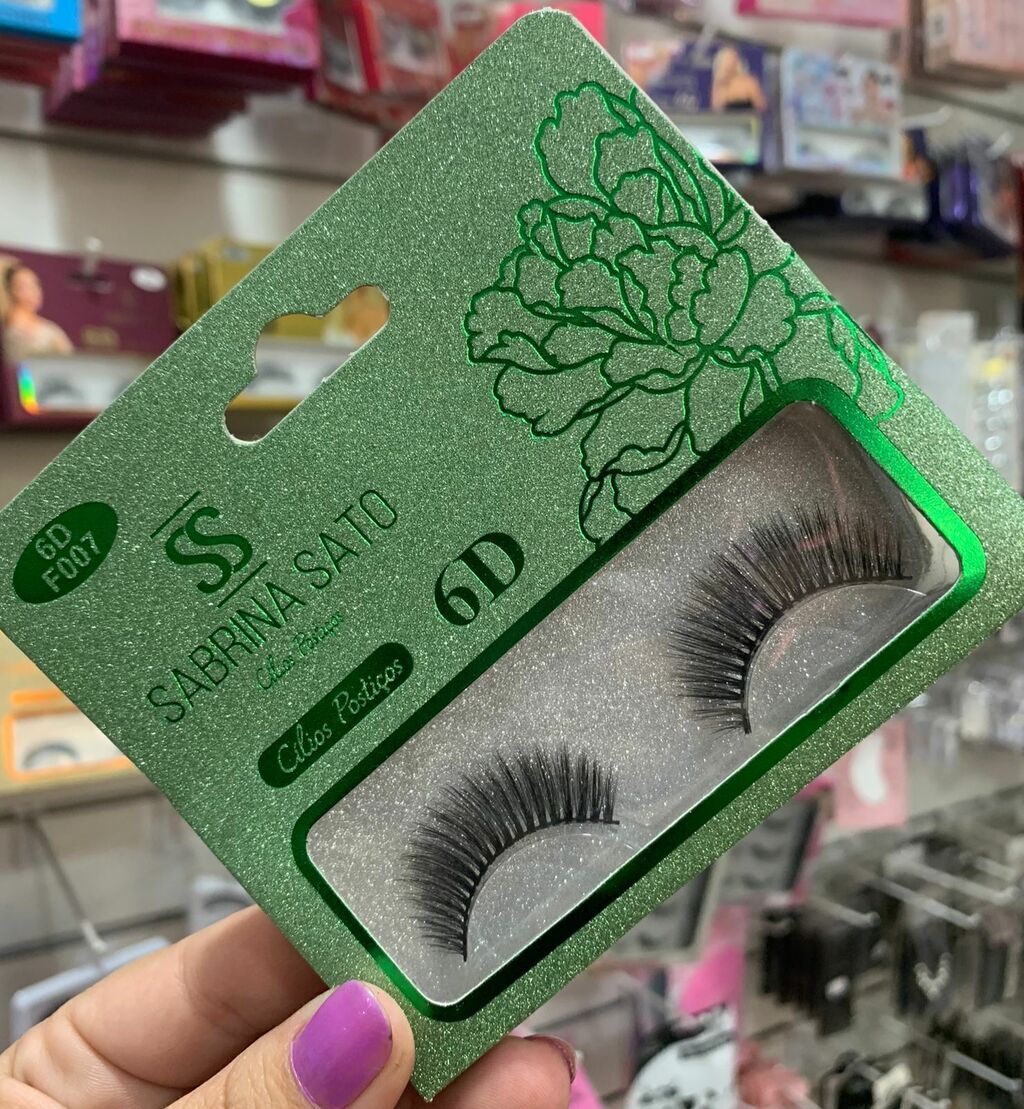 6D
F007
SS
SABRINA SATO
Cílios Postiços
Cílios Postiços
6D